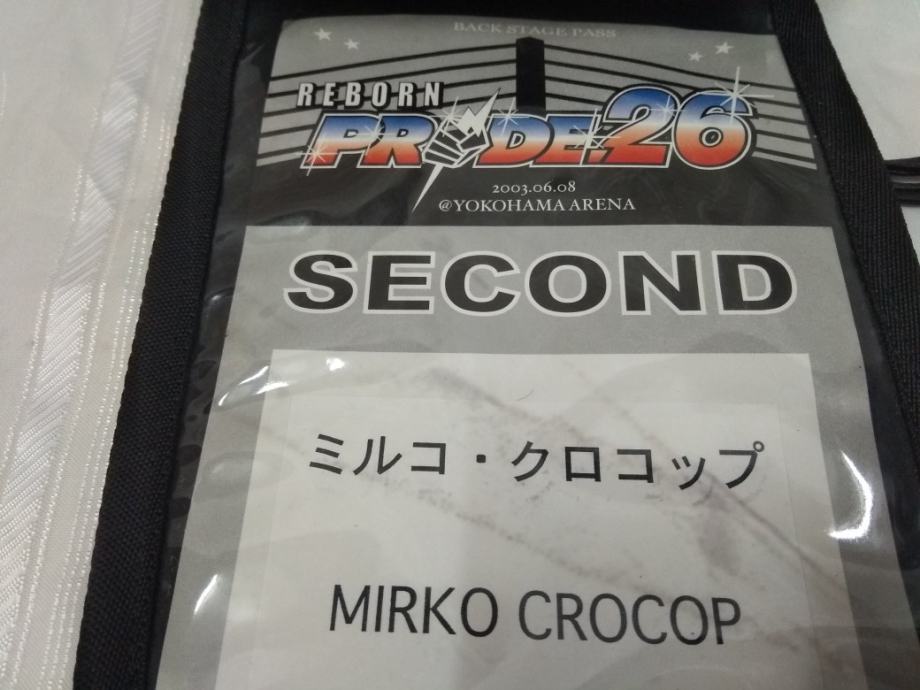 BACK STAGE PASS
REBORN
PRIDE.26
2003.06.08
@YOKOHAMA ARENA
SECOND
ミルコ・クロコップ
MIRKO CROCOP